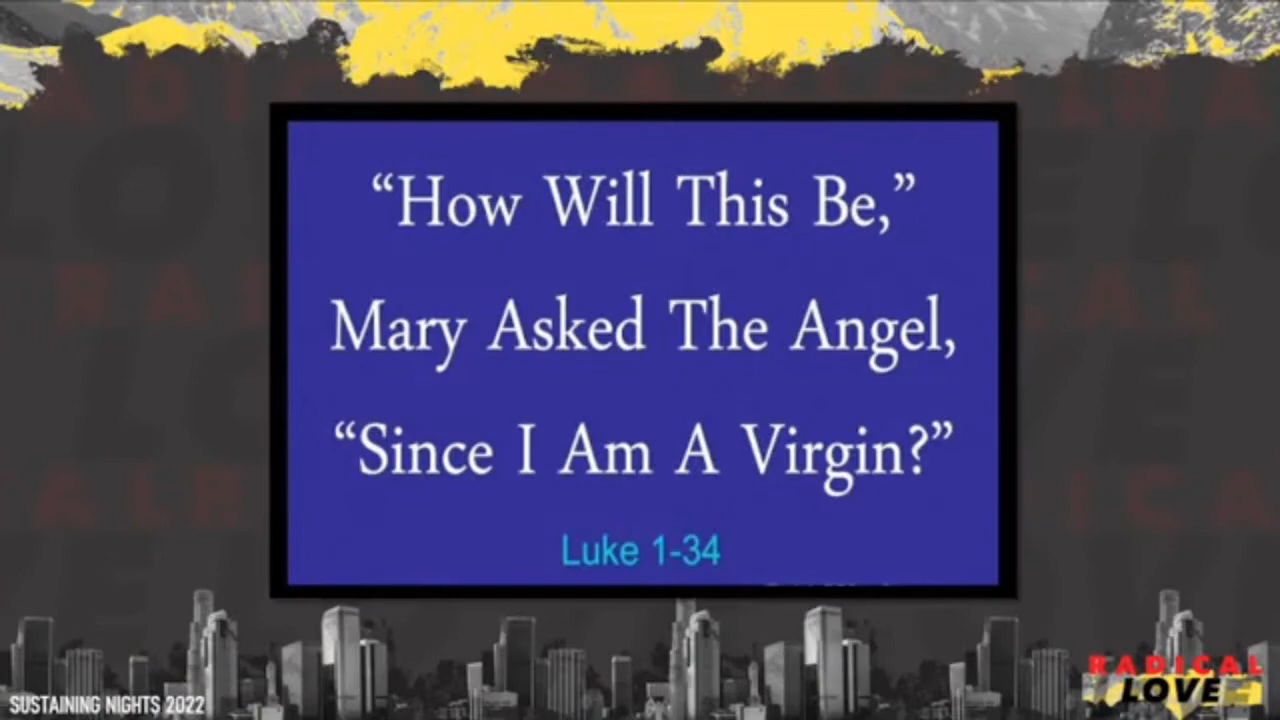 “How Will This Be,”
Mary Asked The Angel,
“Since I Am A Virgin?”
Luke 1-34
SUSTAINING NIGHTS 2022
RADICAL
LOVE